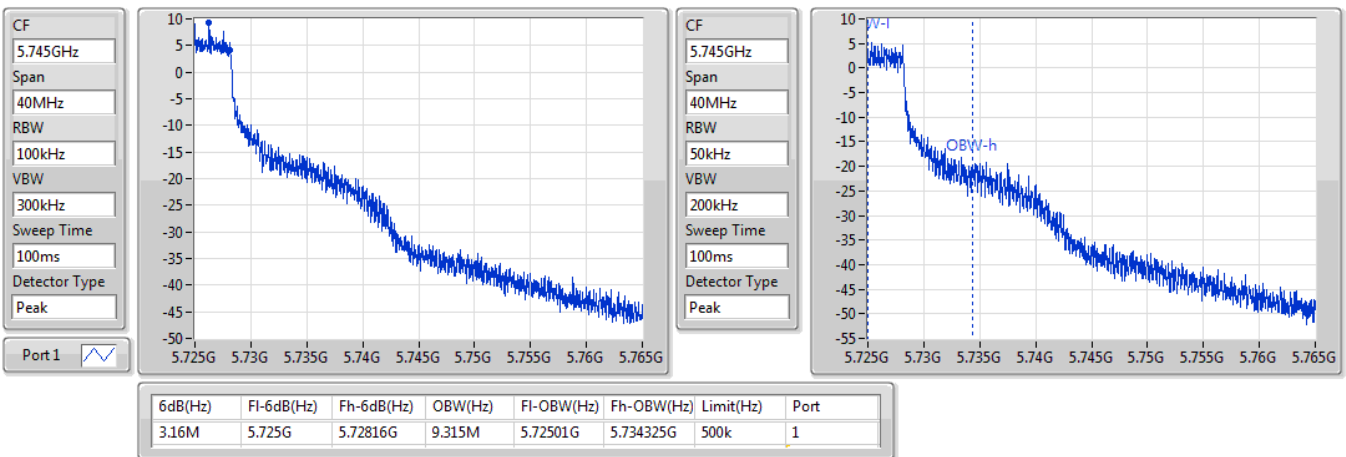 CF
5.745GHz
Span
40MHz
RBW
100kHz
VBW
300kHz
Sweep Time
100ms
Detector Type
Peak
Port 1
10
5
0
-5
-10
-15
-20
-25
-30
-35
-40
-45
-50
5.725G 5.73G 5.735G 5.74G 5.745G 5.75G 5.755G 5.76G 5.765G
CF
5.745GHz
Span
40MHz
RBW
50kHz
VBW
200kHz
Sweep Time
100ms
Detector Type
Peak
10
5
0
-5
-10
-15
-20
-25
-30
-35
-40
-45
-50
-55
OBW-h
5.725G 5.73G 5.735G 5.74G 5.745G 5.75G 5.755G 5.76G 5.765G
6dB(Hz) Fl-6dB(Hz) Fh-6dB(Hz) OBW(Hz) Fl-OBW(Hz) Fh-OBW(Hz) Limit(Hz) Port
3.16M 5.725G 5.72816G 9.315M 5.72501G 5.734325G 500k 1